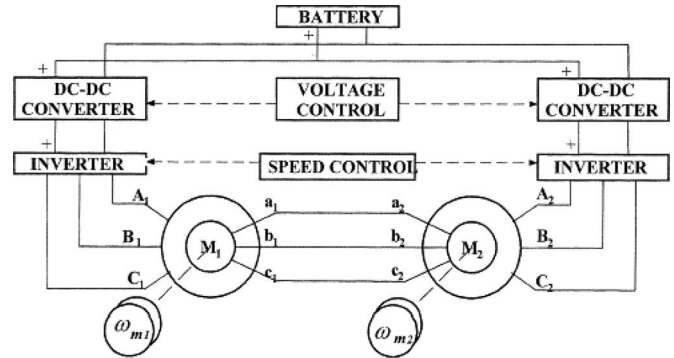 BATTERY
+
+
+
DC-DC
CONVERTER
VOLTAGE
CONTROL
DC-DC
CONVERTER
+
+
INVERTER
SPEED CONTROL
INVERTER
A1
a1
a2
A2
B1
M1
b1
b2
M2
B2
C1
c1
c2
C2
ωm1
ωm2